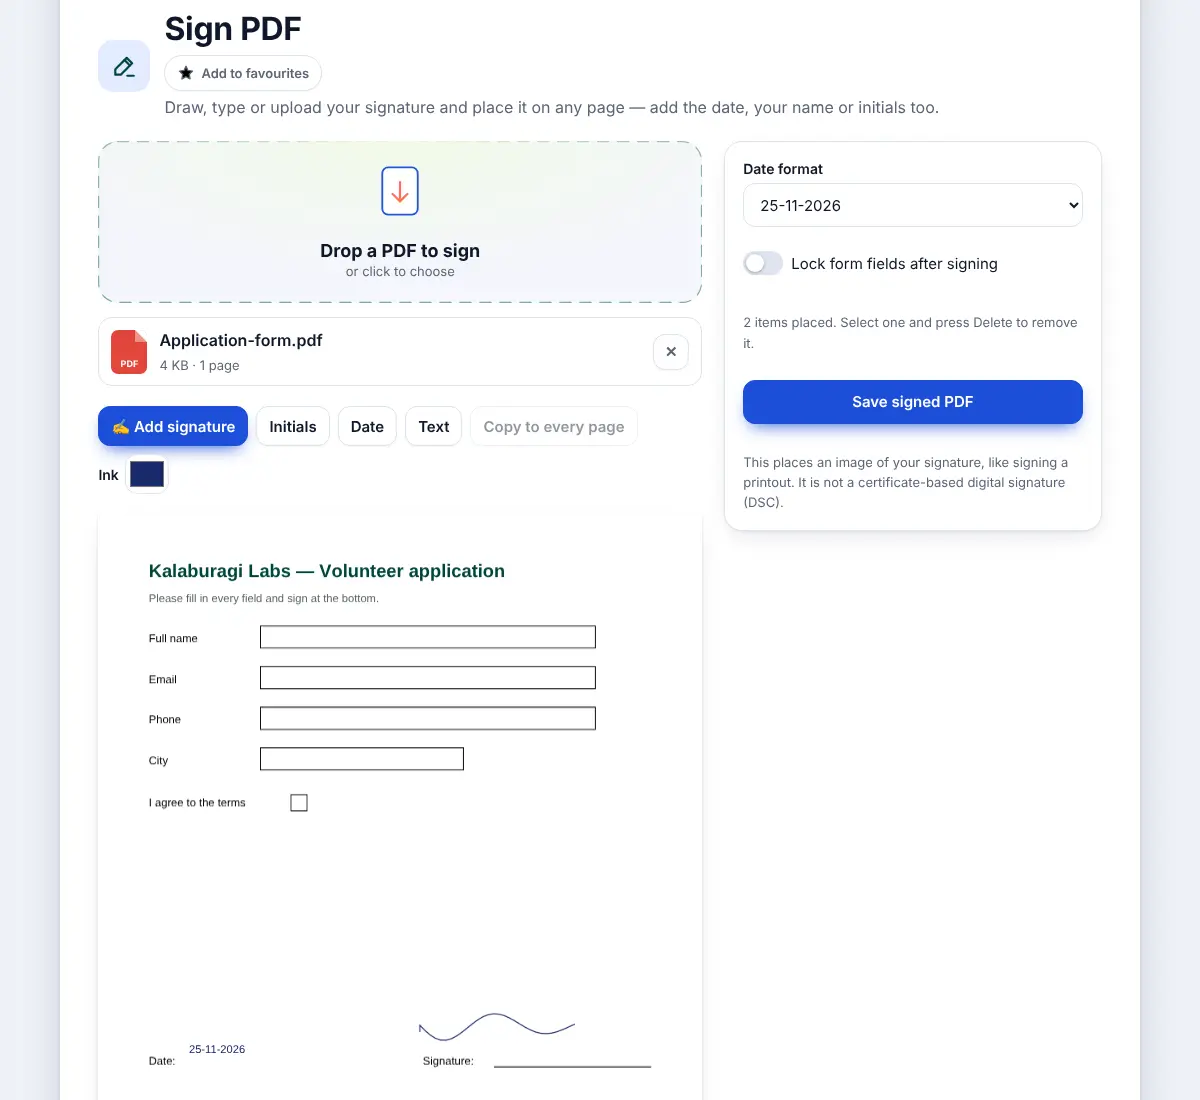 Sign PDF
Add to favourites
Draw, type or upload your signature and place it on any page — add the date, your name or initials too.
Drop a PDF to sign
or click to choose
PDF
Application-form.pdf
4 KB · 1 page
✍️ Add signature
Initials
Date
Text
Copy to every page
Ink
Kalaburagi Labs — Volunteer application
Please fill in every field and sign at the bottom.
Full name
Email
Phone
City
I agree to the terms
25-11-2026
Date:
Signature:
Date format
25-11-2026
Lock form fields after signing
2 items placed. Select one and press Delete to remove
it.
Save signed PDF
This places an image of your signature, like signing a
printout. It is not a certificate-based digital signature
(DSC).